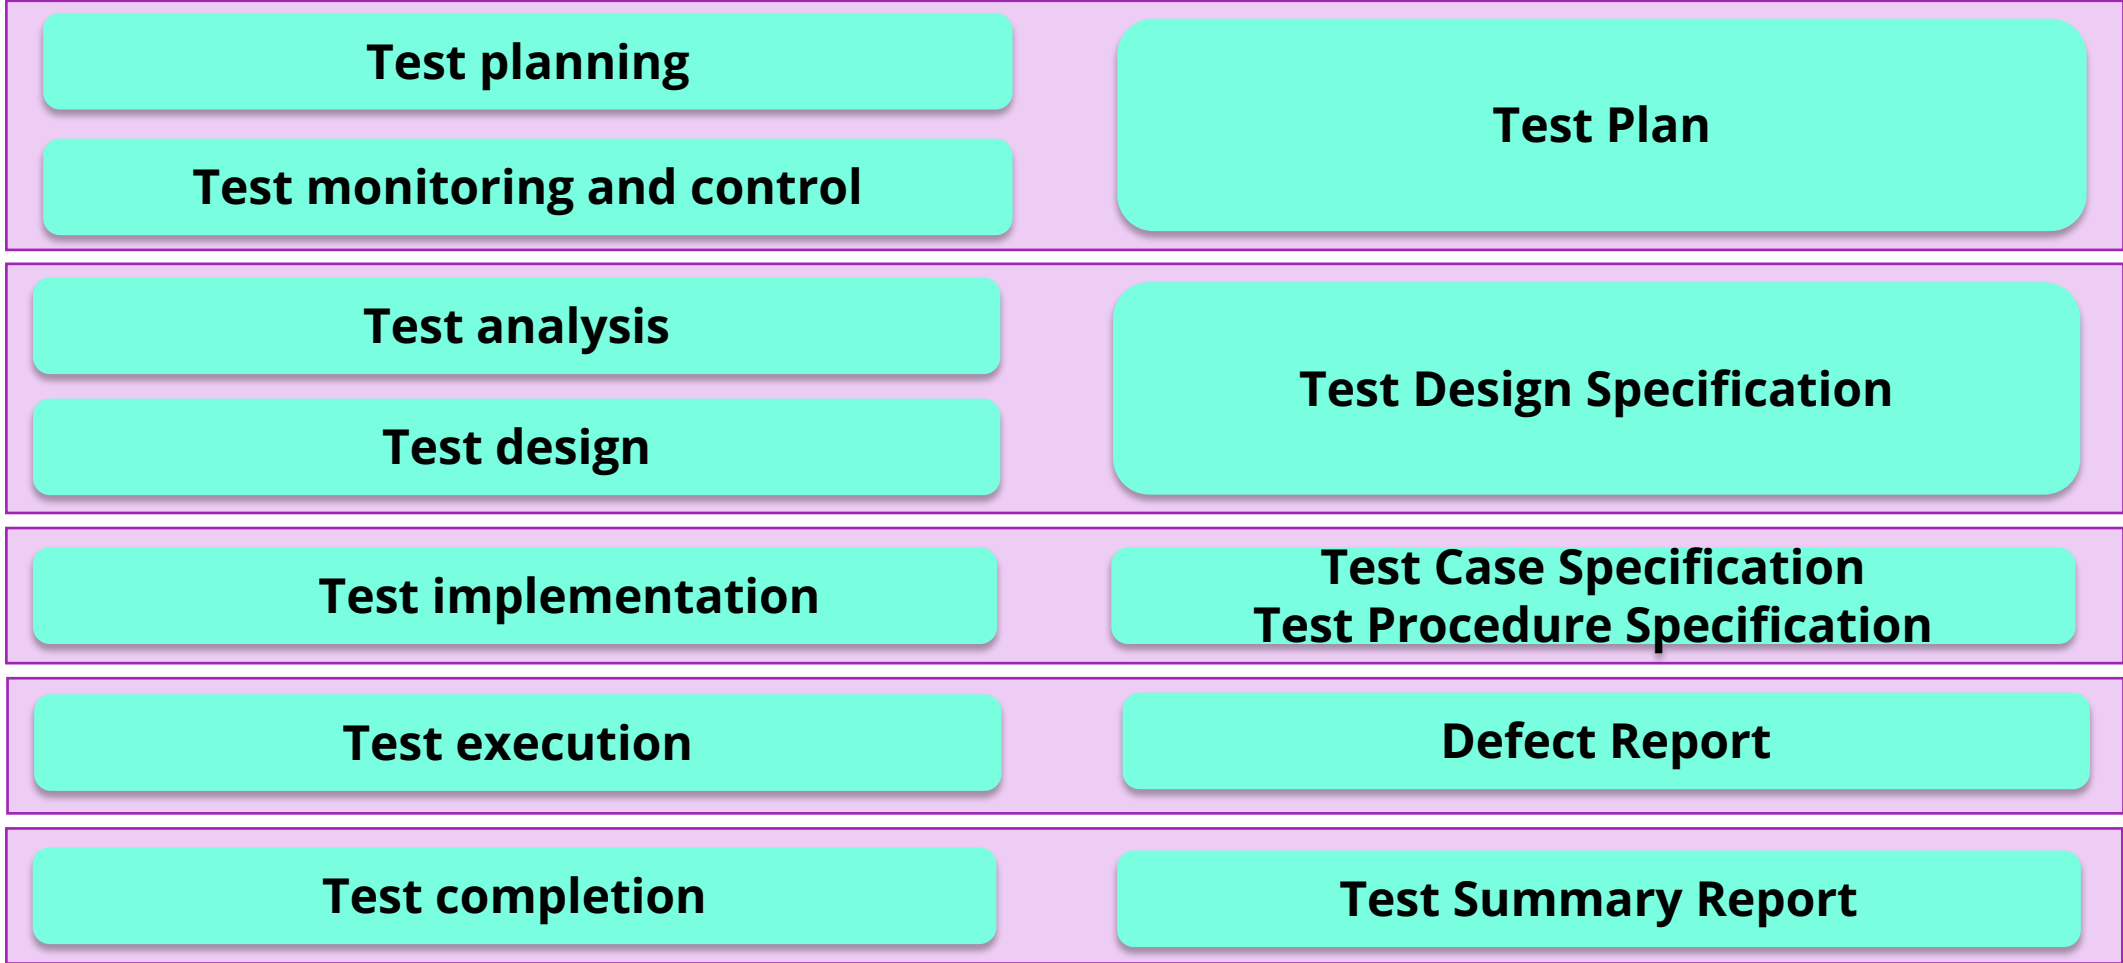 Test planning
Test monitoring and control
Test Plan
Test analysis
Test design
Test Design Specification
Test implementation
Test Case Specification
Test Procedure Specification
Test execution
Defect Report
Test completion
Test Summary Report